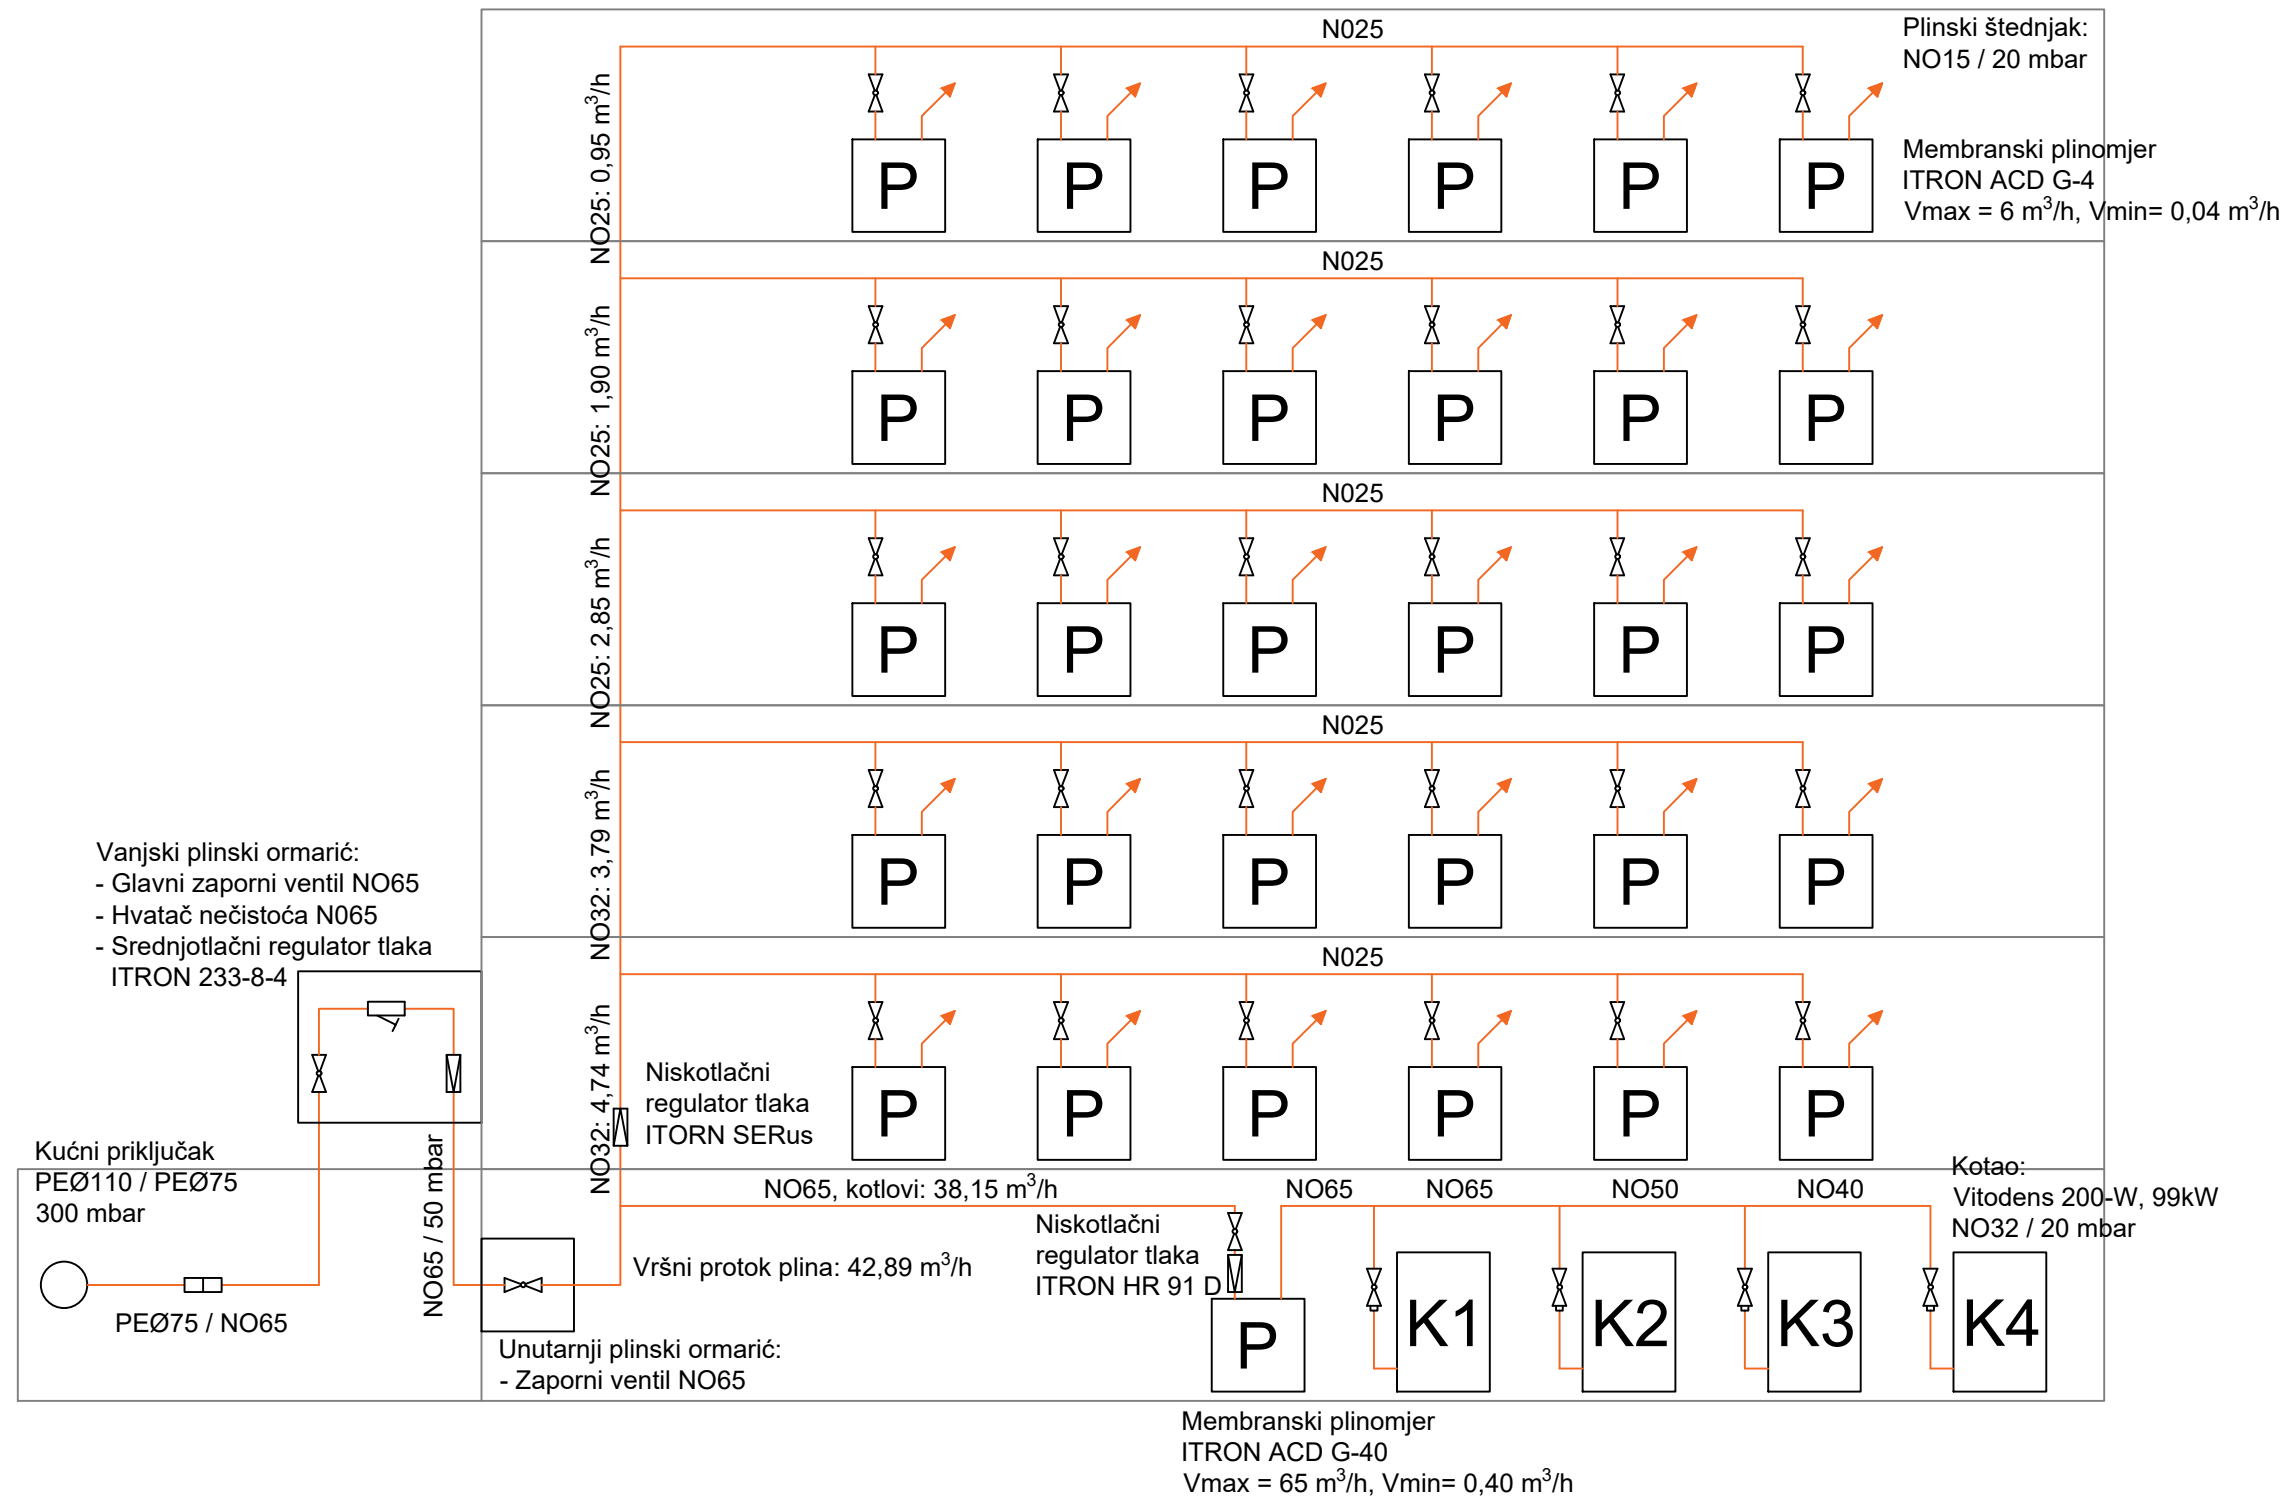 N025
Plinski štednjak:
NO15 / 20 mbar
NO25: 0,95 m³/h
P P P P P P
Membranski plinomjer
ITRON ACD G-4
Vmax = 6 m³/h, Vmin= 0,04 m³/h
N025
NO25: 1,90 m³/h
P P P P P P
N025
NO25: 2,85 m³/h
P P P P P P
N025
NO32: 3,79 m³/h
P P P P P P
Vanjski plinski ormarić:
- Glavni zaporni ventil NO65
- Hvatač nečistoća N065
- Srednjotlačni regulator tlaka
ITRON 233-8-4
N025
NO32: 4,74 m³/h
Niskotlačni
regulator tlaka
ITORN SERus
P P P P P P
Kućni priključak
PEØ110 / PEØ75
300 mbar
PEØ75 / NO65
NO65 / 50 mbar
NO65, kotlovi: 38,15 m³/h
NO65 NO65 NO50 NO40
Kotao:
Vitodens 200-W, 99kW
NO32 / 20 mbar
Niskotlačni
regulator tlaka
ITRON HR 91 D
Vršni protok plina: 42,89 m³/h
P K1 K2 K3 K4
Unutarnji plinski ormarić:
- Zaporni ventil NO65
Membranski plinomjer
ITRON ACD G-40
Vmax = 65 m³/h, Vmin= 0,40 m³/h